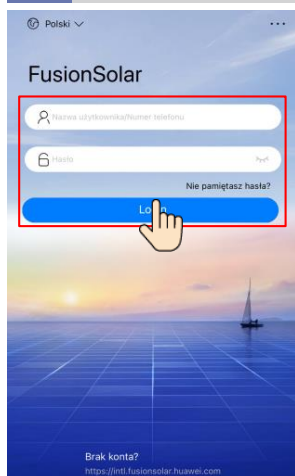 Polski
FusionSolar
Nazwa użytkownika/Numer telefonu
Hasło
Nie pamiętasz hasła?
Brak konta?
https://intl.fusionsolar.huawei.com